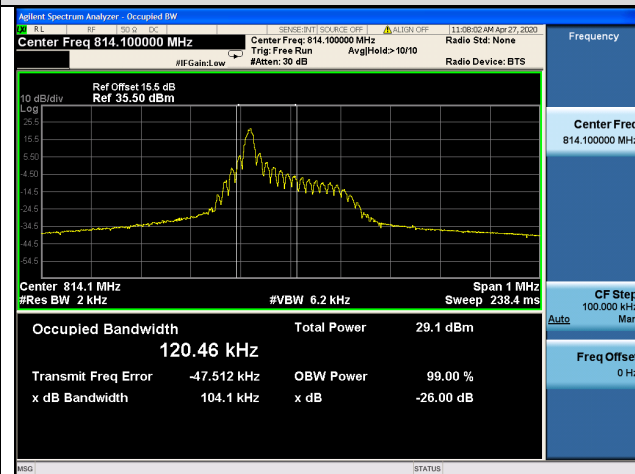 Agilent Spectrum Analyzer - Occupied BW
RL RF 50 Ω DC SENSE:INT SOURCE OFF ALIGN OFF 11:08:02 AM Apr 27, 2020
Center Freq 814.100000 MHz
Center Freq: 814.100000 MHz Radio Std: None
Trig: Free Run Avg|Hold:>10/10
#IFGain:Low #Atten: 30 dB Radio Device: BTS
Ref Offset 15.5 dB
10 dB/div Ref 35.50 dBm
Log
25.5
15.5
5.50
-4.50
-14.5
-24.5
-34.5
-44.5
-54.5
Center 814.1 MHz Span 1 MHz
#Res BW 2 kHz #VBW 6.2 kHz Sweep 238.4 ms
Occupied Bandwidth Total Power 29.1 dBm
120.46 kHz
Transmit Freq Error -47.512 kHz OBW Power 99.00 %
x dB Bandwidth 104.1 kHz x dB -26.00 dB
MSG STATUS
Frequency
Center Freq
814.100000 MHz
CF Step
100.000 kHz
Auto Man
Freq Offset
0 Hz